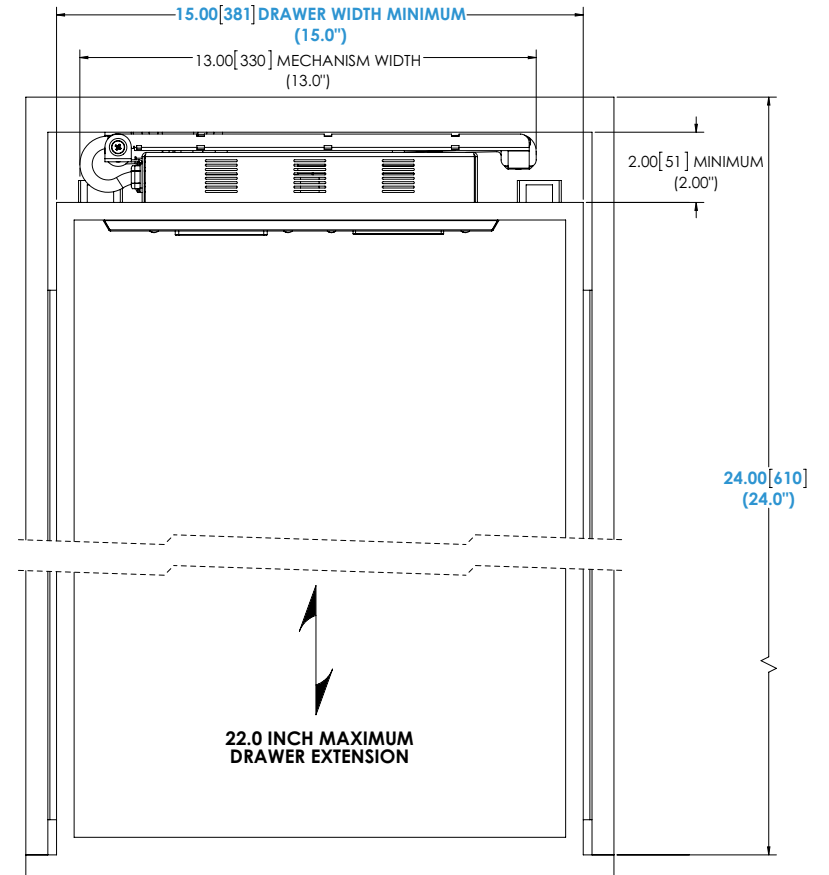 15.00[381] DRAWER WIDTH MINIMUM
(15.0")
13.00[330] MECHANISM WIDTH
(13.0")
2.00[51] MINIMUM
(2.00")
24.00[610]
(24.0")
22.0 INCH MAXIMUM
DRAWER EXTENSION